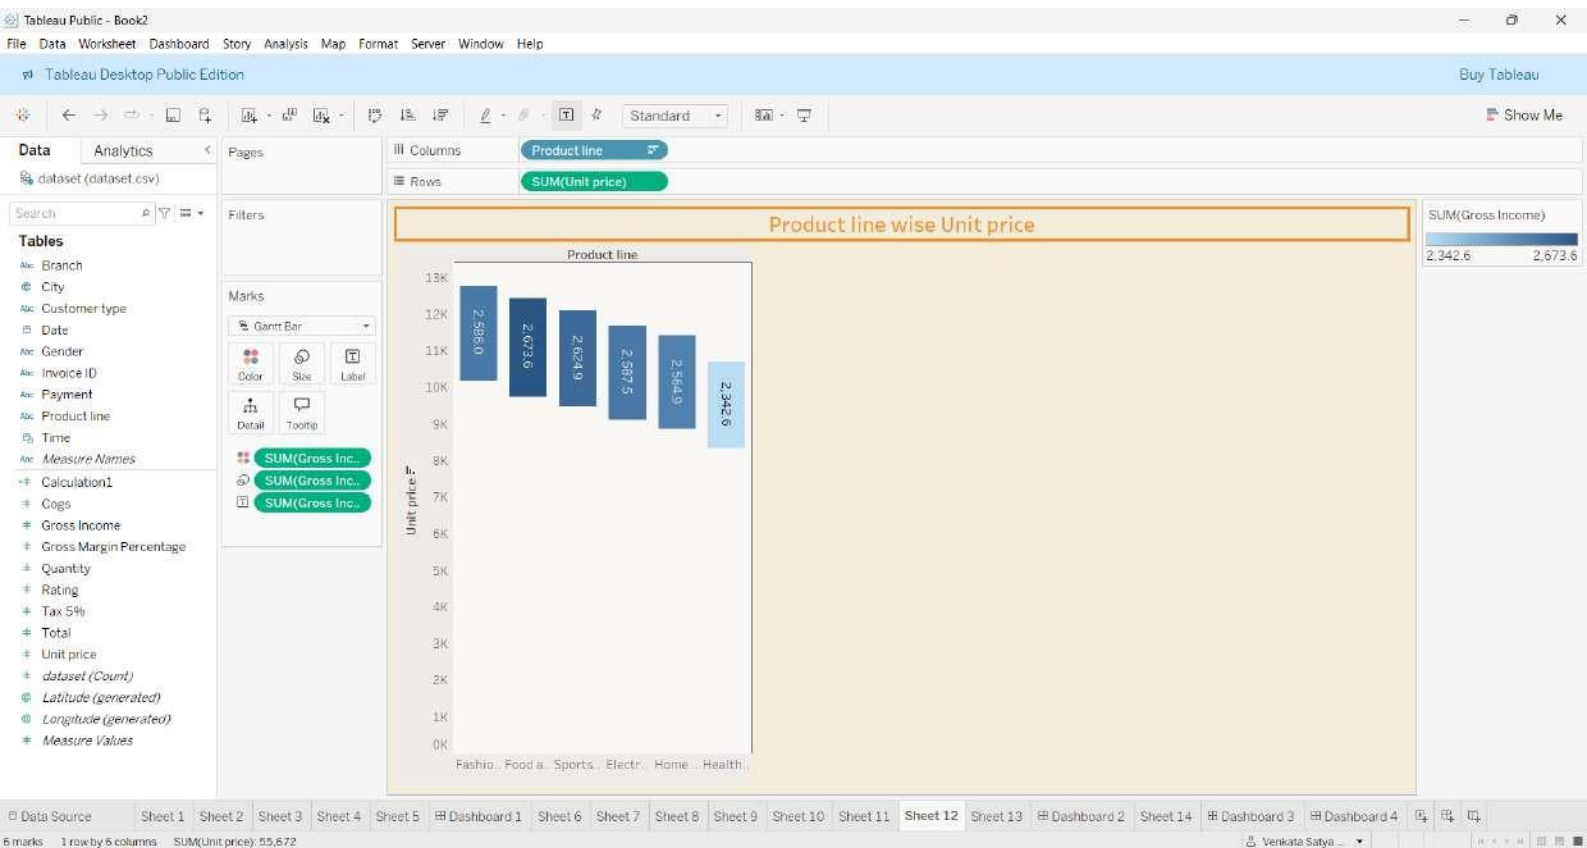 Tableau Public - Book2
File Data Worksheet Dashboard Story Analysis Map Format Server Window Help
Tableau Desktop Public Edition
Buy Tableau
Standard
Show Me
Data
Analytics
dataset (dataset.csv)
Search
Tables
Abc Branch
City
Abc Customer type
Date
Abc Gender
Abc Invoice ID
Abc Payment
Abc Product line
Time
Abc Measure Names
Calculation1
Cogs
Gross Income
Gross Margin Percentage
Quantity
Rating
Tax 5%
Total
Unit price
dataset (Count)
Latitude (generated)
Longitude (generated)
Measure Values
Pages
Filters
Marks
Gantt Bar
Color Size Label
Detail Tooltip
SUM(Gross Inc..
SUM(Gross Inc..
SUM(Gross Inc..
Columns
Product line
Rows
SUM(Unit price)
Product line wise Unit price
Product line
Unit price
13K
12K
11K
10K
9K
8K
7K
6K
5K
4K
3K
2K
1K
0K
2,586.0
2,673.6
2,624.9
2,587.5
2,564.9
2,342.6
Fashio.. Food a.. Sports.. Electr.. Home .. Health..
SUM(Gross Income)
2,342.6 2,673.6
Data Source Sheet 1 Sheet 2 Sheet 3 Sheet 4 Sheet 5 Dashboard 1 Sheet 6 Sheet 7 Sheet 8 Sheet 9 Sheet 10 Sheet 11 Sheet 12 Sheet 13 Dashboard 2 Sheet 14 Dashboard 3 Dashboard 4
6 marks 1 row by 6 columns SUM(Unit price): 55,672
Venkata Satya ...